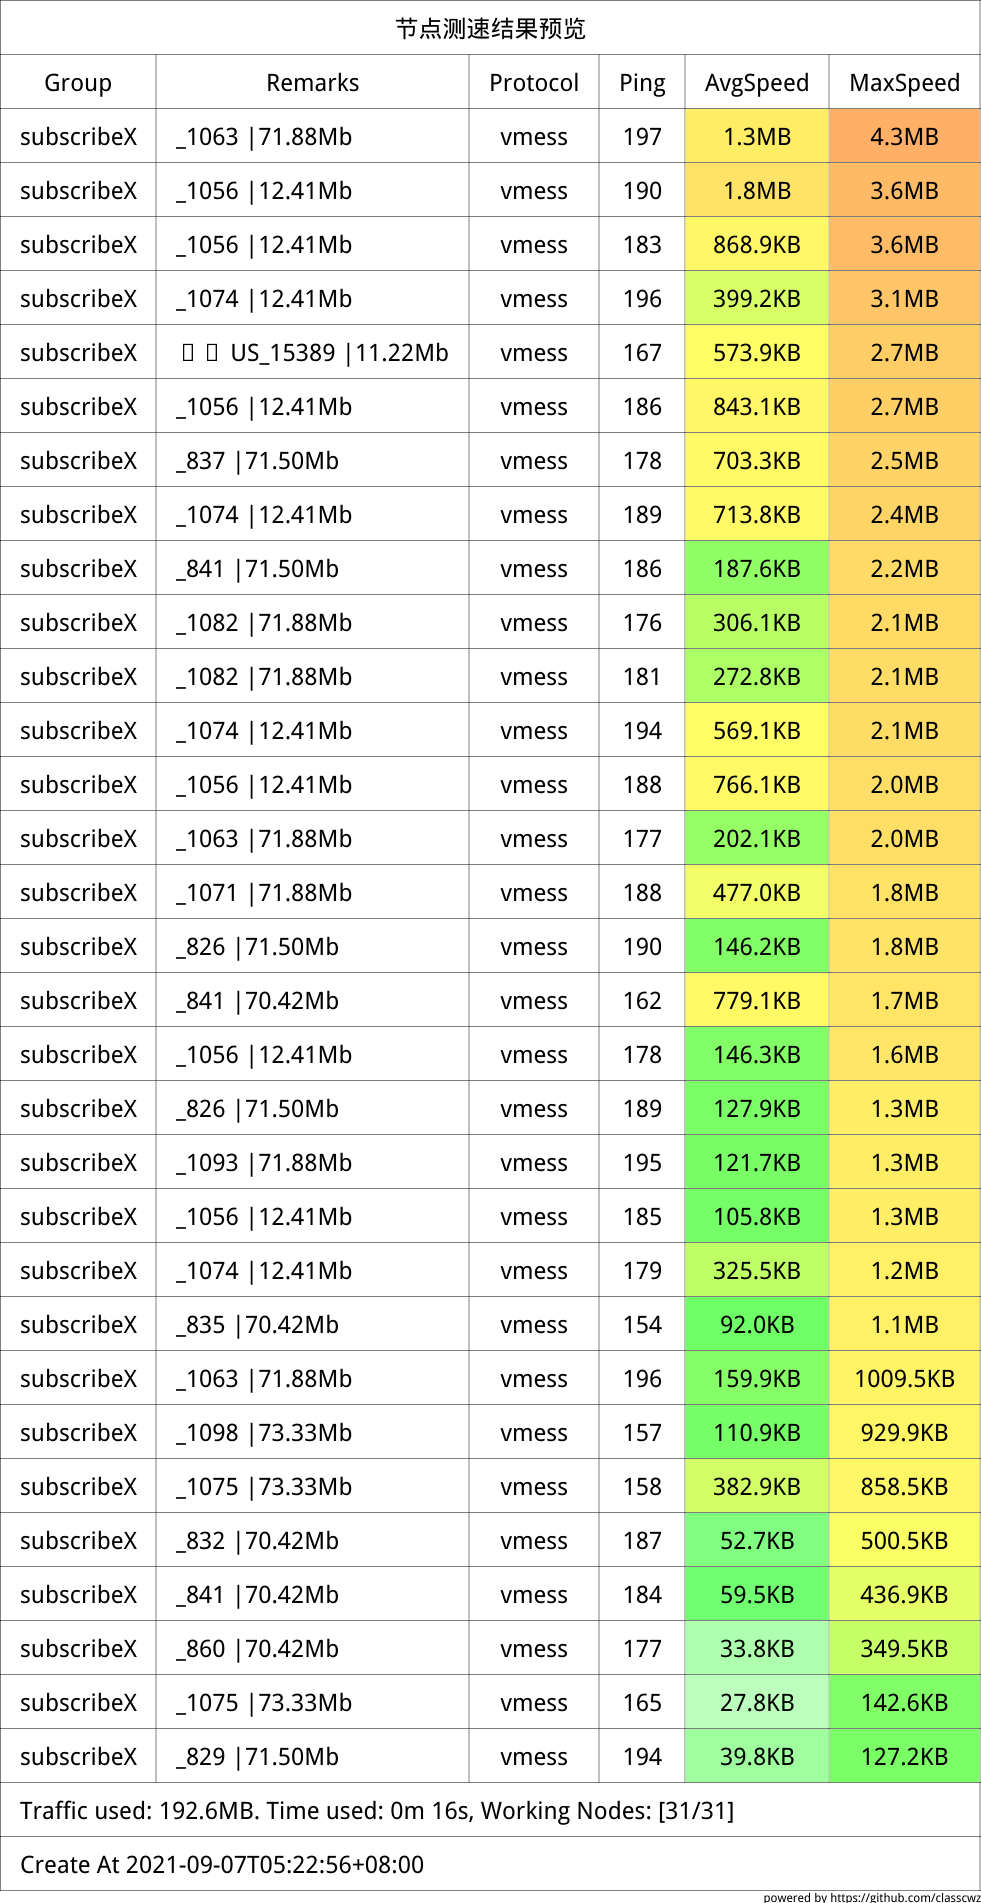 节点测速结果预览
Group Remarks Protocol Ping AvgSpeed MaxSpeed
subscribeX _1063 |71.88Mb vmess 197 1.3MB 4.3MB
subscribeX _1056 |12.41Mb vmess 190 1.8MB 3.6MB
subscribeX _1056 |12.41Mb vmess 183 868.9KB 3.6MB
subscribeX _1074 |12.41Mb vmess 196 399.2KB 3.1MB
subscribeX US_15389 |11.22Mb vmess 167 573.9KB 2.7MB
subscribeX _1056 |12.41Mb vmess 186 843.1KB 2.7MB
subscribeX _837 |71.50Mb vmess 178 703.3KB 2.5MB
subscribeX _1074 |12.41Mb vmess 189 713.8KB 2.4MB
subscribeX _841 |71.50Mb vmess 186 187.6KB 2.2MB
subscribeX _1082 |71.88Mb vmess 176 306.1KB 2.1MB
subscribeX _1082 |71.88Mb vmess 181 272.8KB 2.1MB
subscribeX _1074 |12.41Mb vmess 194 569.1KB 2.1MB
subscribeX _1056 |12.41Mb vmess 188 766.1KB 2.0MB
subscribeX _1063 |71.88Mb vmess 177 202.1KB 2.0MB
subscribeX _1071 |71.88Mb vmess 188 477.0KB 1.8MB
subscribeX _826 |71.50Mb vmess 190 146.2KB 1.8MB
subscribeX _841 |70.42Mb vmess 162 779.1KB 1.7MB
subscribeX _1056 |12.41Mb vmess 178 146.3KB 1.6MB
subscribeX _826 |71.50Mb vmess 189 127.9KB 1.3MB
subscribeX _1093 |71.88Mb vmess 195 121.7KB 1.3MB
subscribeX _1056 |12.41Mb vmess 185 105.8KB 1.3MB
subscribeX _1074 |12.41Mb vmess 179 325.5KB 1.2MB
subscribeX _835 |70.42Mb vmess 154 92.0KB 1.1MB
subscribeX _1063 |71.88Mb vmess 196 159.9KB 1009.5KB
subscribeX _1098 |73.33Mb vmess 157 110.9KB 929.9KB
subscribeX _1075 |73.33Mb vmess 158 382.9KB 858.5KB
subscribeX _832 |70.42Mb vmess 187 52.7KB 500.5KB
subscribeX _841 |70.42Mb vmess 184 59.5KB 436.9KB
subscribeX _860 |70.42Mb vmess 177 33.8KB 349.5KB
subscribeX _1075 |73.33Mb vmess 165 27.8KB 142.6KB
subscribeX _829 |71.50Mb vmess 194 39.8KB 127.2KB
Traffic used: 192.6MB. Time used: 0m 16s, Working Nodes: [31/31]
Create At 2021-09-07T05:22:56+08:00
powered by https://github.com/classcwz